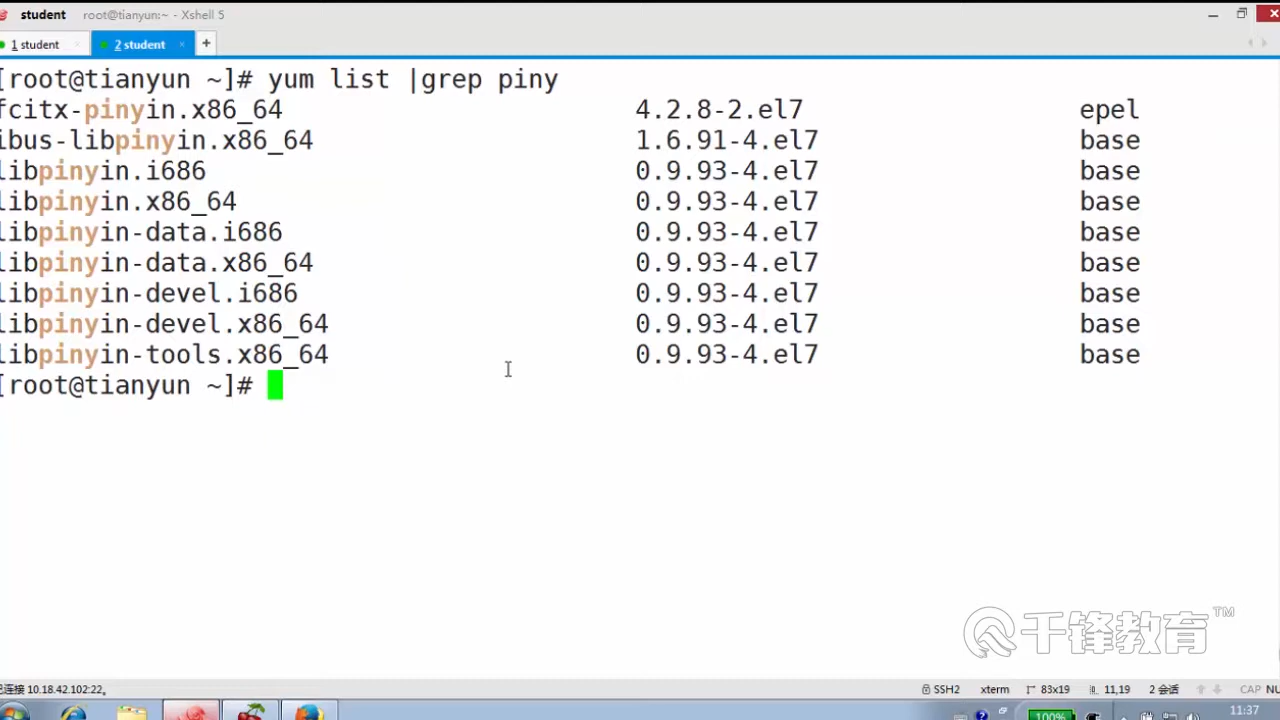 student root@tianyun:~ - Xshell 5
1 student 2 student +
[root@tianyun ~]# yum list |grep piny
fcitx-pinyin.x86_64 4.2.8-2.el7 epel
ibus-libpinyin.x86_64 1.6.91-4.el7 base
libpinyin.i686 0.9.93-4.el7 base
libpinyin.x86_64 0.9.93-4.el7 base
libpinyin-data.i686 0.9.93-4.el7 base
libpinyin-data.x86_64 0.9.93-4.el7 base
libpinyin-devel.i686 0.9.93-4.el7 base
libpinyin-devel.x86_64 0.9.93-4.el7 base
libpinyin-tools.x86_64 0.9.93-4.el7 base
[root@tianyun ~]#
千锋教育™
已连接 10.18.42.102:22。 SSH2 xterm 83x19 11,19 2 会话 CAP NU
100% 11:37